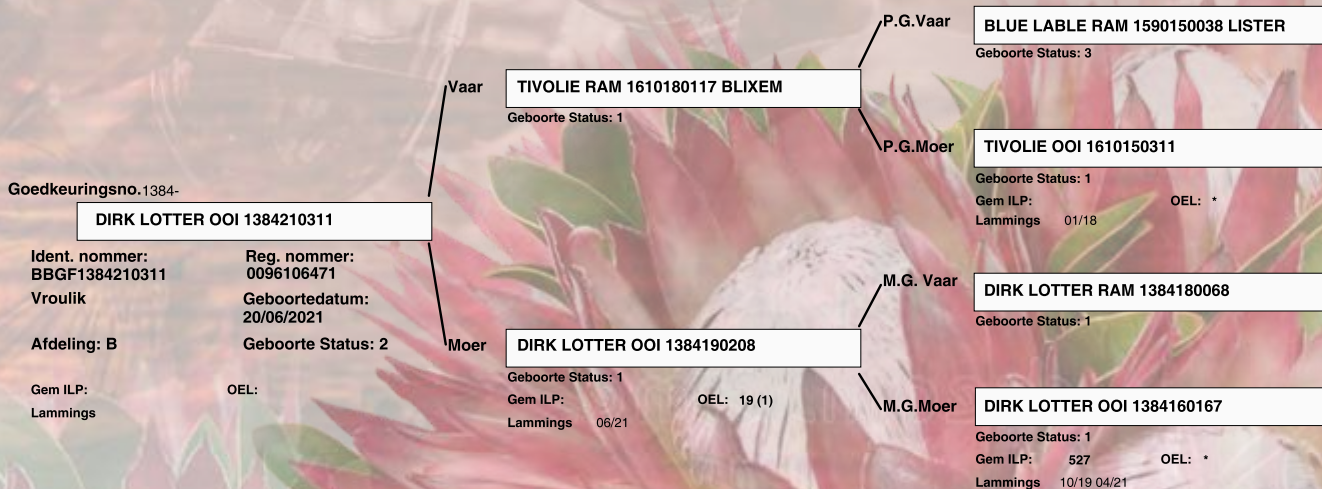 Goedkeuringsno. 1384-
DIRK LOTTER OOI 1384210311
Ident. nommer:
BBGF1384210311
Reg. nommer:
0096106471
Vroulik
Geboortedatum:
20/06/2021
Afdeling: B
Geboorte Status: 2
Gem ILP:
OEL:
Lammings
Vaar
TIVOLIE RAM 1610180117 BLIXEM
Geboorte Status: 1
Moer
DIRK LOTTER OOI 1384190208
Geboorte Status: 1
Gem ILP:
OEL: 19 (1)
Lammings 06/21
P.G.Vaar
BLUE LABLE RAM 1590150038 LISTER
Geboorte Status: 3
P.G.Moer
TIVOLIE OOI 1610150311
Geboorte Status: 1
Gem ILP:
OEL: *
Lammings 01/18
M.G. Vaar
DIRK LOTTER RAM 1384180068
Geboorte Status: 1
M.G.Moer
DIRK LOTTER OOI 1384160167
Geboorte Status: 1
Gem ILP: 527
OEL: *
Lammings 10/19 04/21